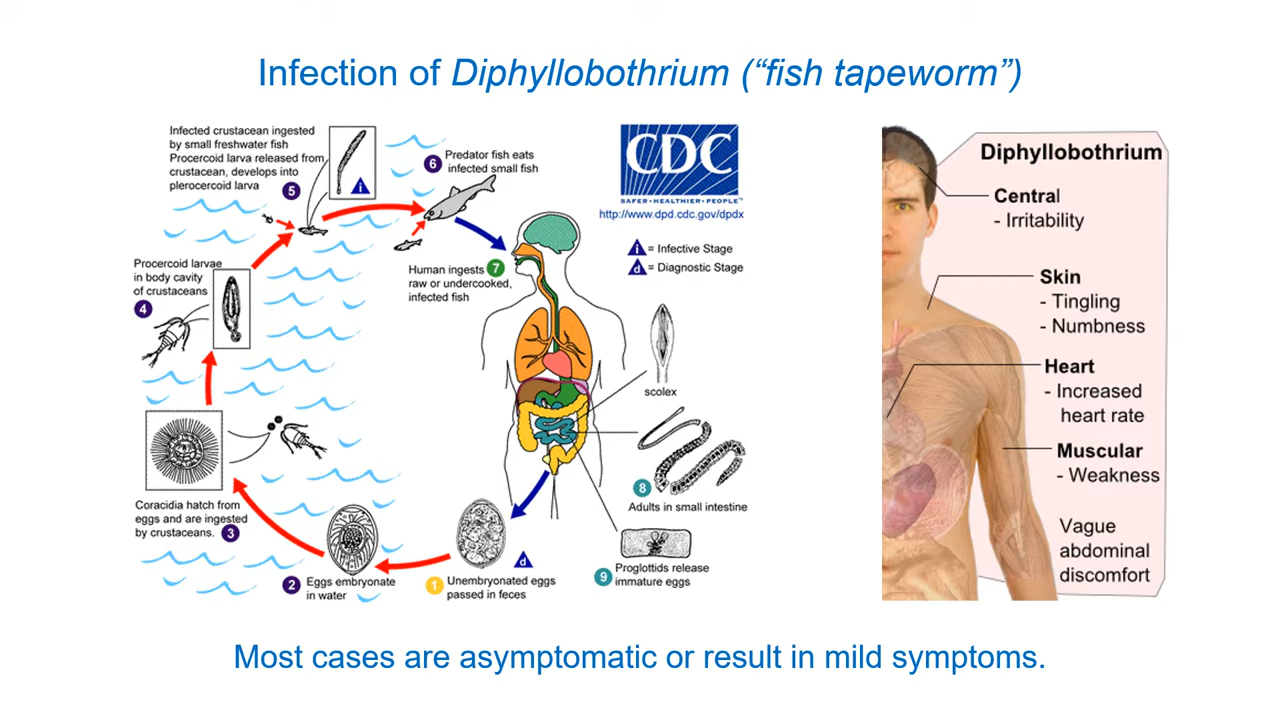 Infection of Diphyllobothrium (“fish tapeworm”)
Infected crustacean ingested
by small freshwater fish
Procercoid larva released from
crustacean, develops into
plerocercoid larva
5
i
6
Predator fish eats
infected small fish
CDC
SAFER • HEALTHIER • PEOPLE™
http://www.dpd.cdc.gov/dpdx
i = Infective Stage
d = Diagnostic Stage
Procercoid larvae
in body cavity
of crustaceans
4
Human ingests 7
raw or undercooked,
infected fish
scolex
8
Adults in small intestine
Coracidia hatch from
eggs and are ingested
by crustaceans. 3
2 Eggs embryonate
in water
d
1 Unembryonated eggs
passed in feces
9 Proglottids release
immature eggs
Diphyllobothrium
Central
- Irritability
Skin
- Tingling
- Numbness
Heart
- Increased
heart rate
Muscular
- Weakness
Vague
abdominal
discomfort
Most cases are asymptomatic or result in mild symptoms.